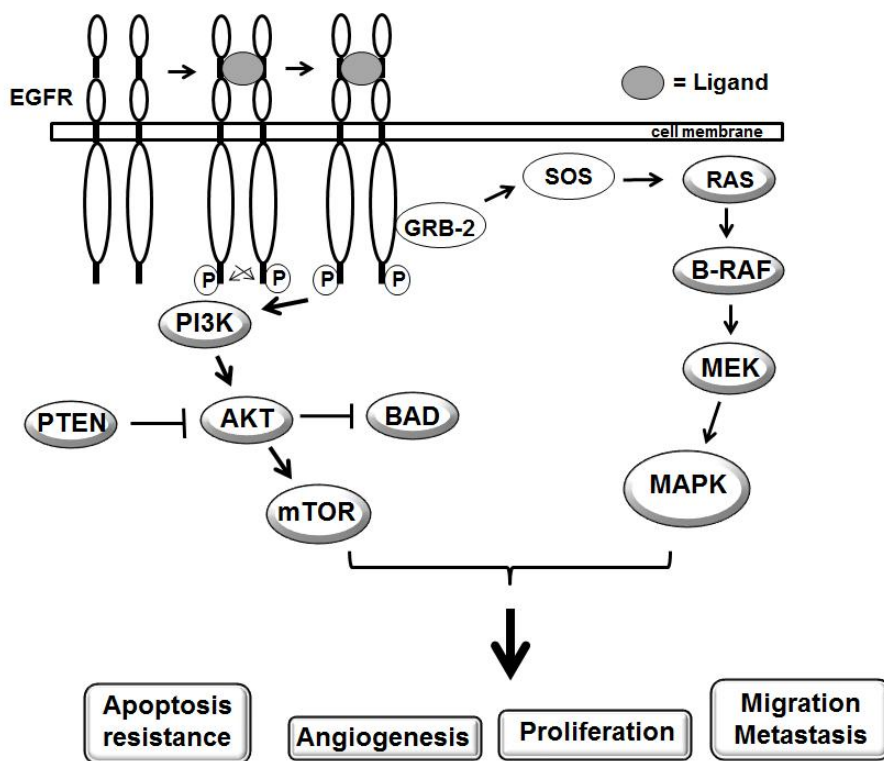 EGFR
= Ligand
cell membrane
GRB-2
SOS
RAS
P
P
P
P
B-RAF
PI3K
MEK
PTEN
AKT
BAD
MAPK
mTOR
Apoptosis
resistance
Angiogenesis
Proliferation
Migration
Metastasis